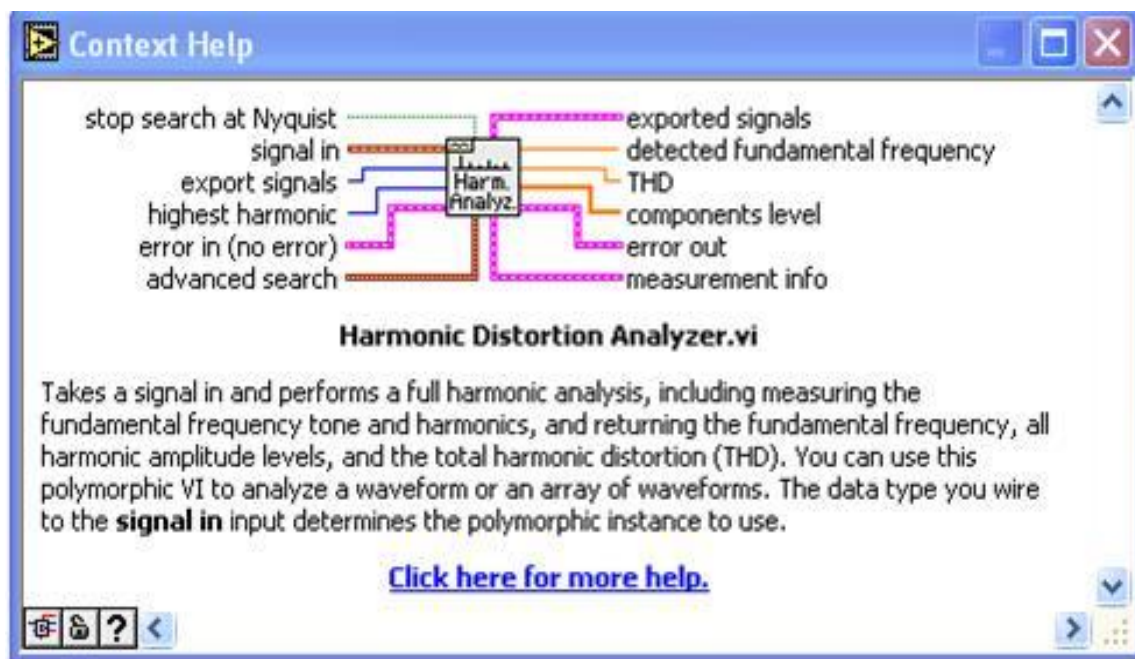 Context Help
stop search at Nyquist
signal in
export signals
highest harmonic
error in (no error)
advanced search
Harm.
Analyz.
exported signals
detected fundamental frequency
THD
components level
error out
measurement info
Harmonic Distortion Analyzer.vi
Takes a signal in and performs a full harmonic analysis, including measuring the
fundamental frequency tone and harmonics, and returning the fundamental frequency, all
harmonic amplitude levels, and the total harmonic distortion (THD). You can use this
polymorphic VI to analyze a waveform or an array of waveforms. The data type you wire
to the signal in input determines the polymorphic instance to use.
Click here for more help.
?